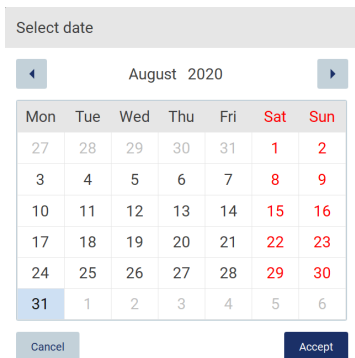 Select date
August 2020
Mon Tue Wed Thu Fri Sat Sun
27 28 29 30 31 1 2
3 4 5 6 7 8 9
10 11 12 13 14 15 16
17 18 19 20 21 22 23
24 25 26 27 28 29 30
31 1 2 3 4 5 6
Cancel Accept